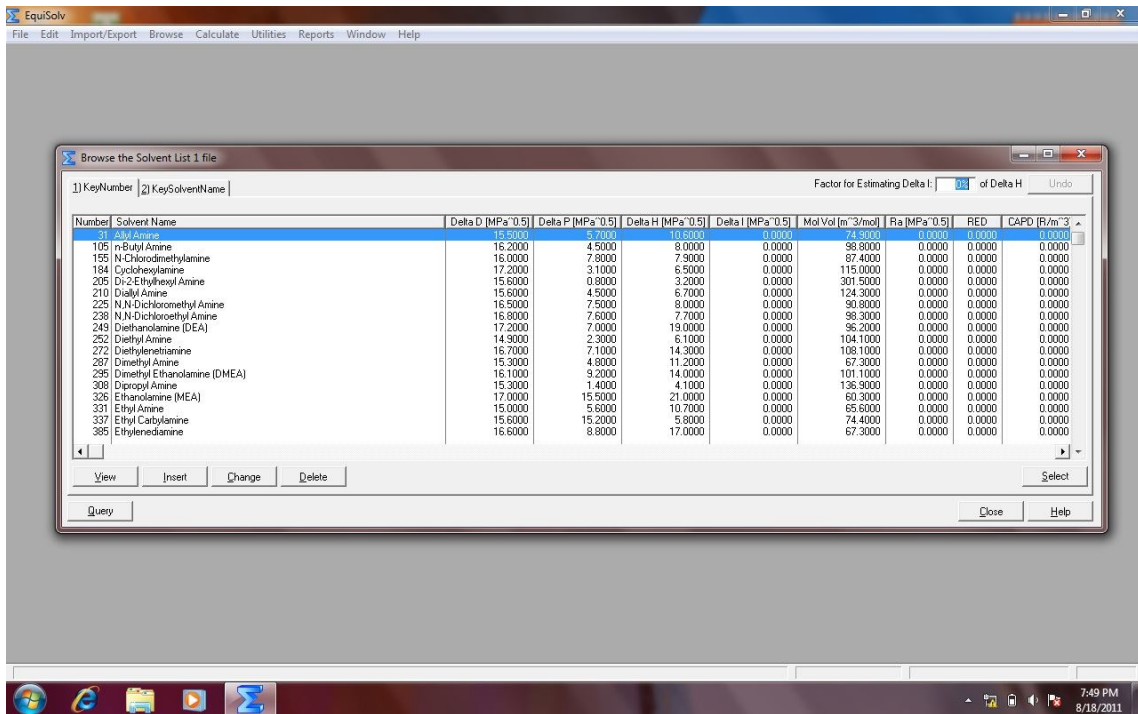 EquiSolv
File Edit Import/Export Browse Calculate Utilities Reports Window Help
Browse the Solvent List 1 file
1) KeyNumber 2) KeySolventName Factor for Estimating Delta I: 0% of Delta H Undo
Number Solvent Name Delta D [MPa^0.5] Delta P [MPa^0.5] Delta H [MPa^0.5] Delta I [MPa^0.5] Mol Vol [m^3/mol] Ra [MPa^0.5] RED CAPD [R/m^3
31 Allyl Amine 15.5000 5.7000 10.6000 0.0000 74.9000 0.0000 0.0000 0.0000
105 n-Butyl Amine 16.2000 4.5000 8.0000 0.0000 98.8000 0.0000 0.0000 0.0000
155 N-Chlorodimethylamine 16.0000 7.8000 7.9000 0.0000 87.4000 0.0000 0.0000 0.0000
184 Cyclohexylamine 17.2000 3.1000 6.5000 0.0000 115.0000 0.0000 0.0000 0.0000
205 Di-2-Ethylhexyl Amine 15.6000 0.8000 3.2000 0.0000 301.5000 0.0000 0.0000 0.0000
210 Diallyl Amine 15.6000 4.5000 6.7000 0.0000 124.3000 0.0000 0.0000 0.0000
225 N,N-Dichloromethyl Amine 16.5000 7.5000 8.0000 0.0000 90.8000 0.0000 0.0000 0.0000
238 N,N-Dichloroethyl Amine 16.8000 7.6000 7.7000 0.0000 98.3000 0.0000 0.0000 0.0000
249 Diethanolamine (DEA) 17.2000 7.0000 19.0000 0.0000 96.2000 0.0000 0.0000 0.0000
252 Diethyl Amine 14.9000 2.3000 6.1000 0.0000 104.1000 0.0000 0.0000 0.0000
272 Diethylenetriamine 16.7000 7.1000 14.3000 0.0000 108.1000 0.0000 0.0000 0.0000
287 Dimethyl Amine 15.3000 4.8000 11.2000 0.0000 67.3000 0.0000 0.0000 0.0000
295 Dimethyl Ethanolamine (DMEA) 16.1000 9.2000 14.0000 0.0000 101.1000 0.0000 0.0000 0.0000
308 Dipropyl Amine 15.3000 1.4000 4.1000 0.0000 136.9000 0.0000 0.0000 0.0000
326 Ethanolamine (MEA) 17.0000 15.5000 21.0000 0.0000 60.3000 0.0000 0.0000 0.0000
331 Ethyl Amine 15.0000 5.6000 10.7000 0.0000 65.6000 0.0000 0.0000 0.0000
337 Ethyl Carbylamine 15.6000 15.2000 5.8000 0.0000 74.4000 0.0000 0.0000 0.0000
385 Ethylenediamine 16.6000 8.8000 17.0000 0.0000 67.3000 0.0000 0.0000 0.0000
View Insert Change Delete Select
Query Close Help
7:49 PM
8/18/2011